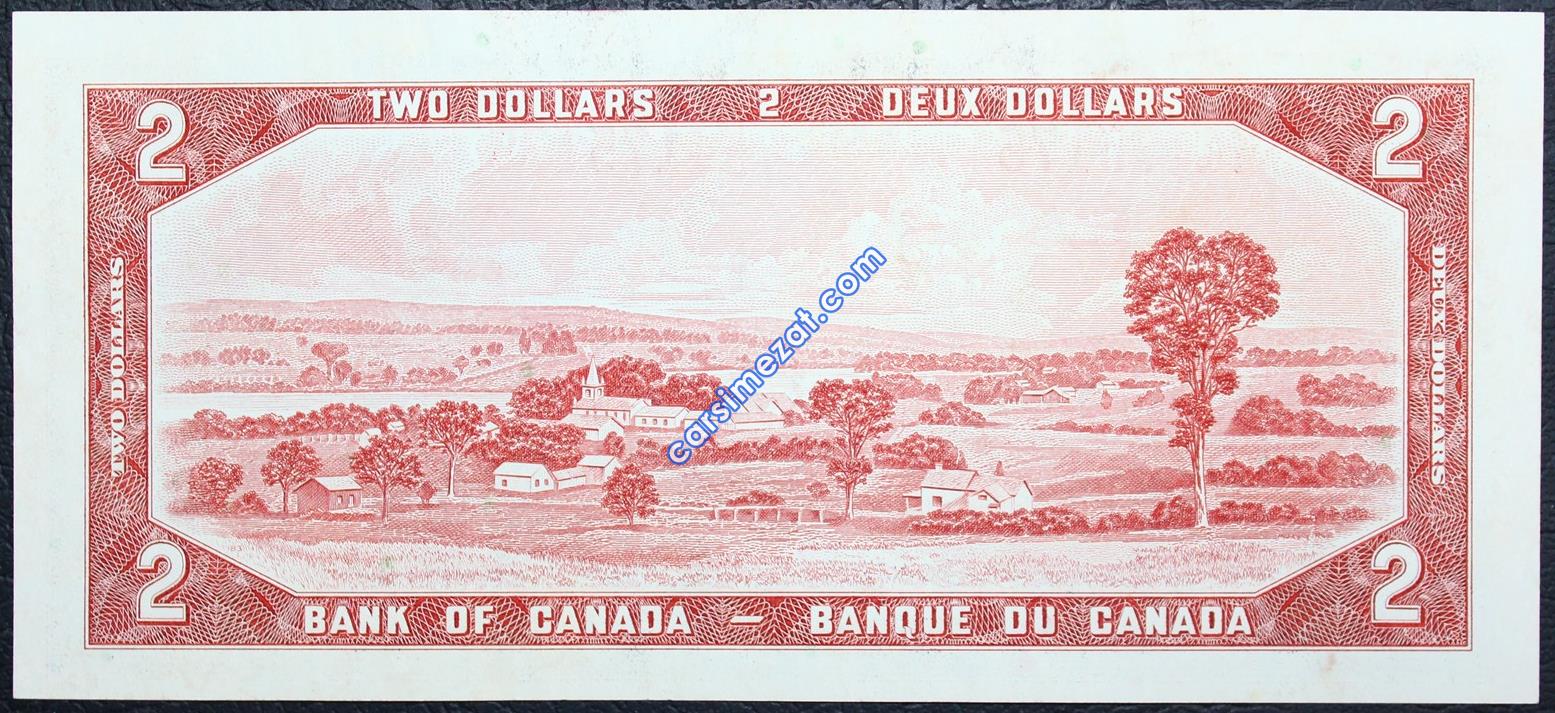 TWO DOLLARS 2 DEUX DOLLARS
2 2
TWO DOLLARS
DEUX DOLLARS
carsimezat.com
183
2 2
BANK OF CANADA — BANQUE DU CANADA